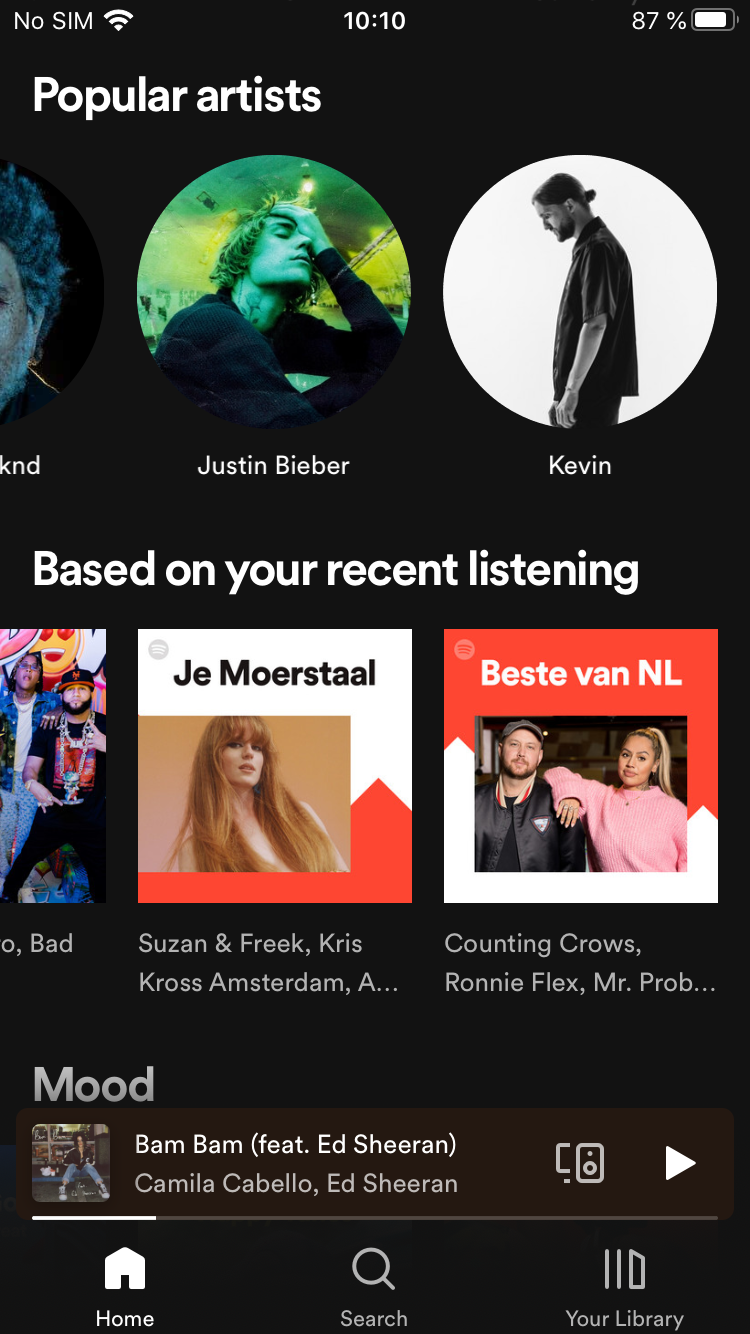 No SIM 10:10 87 %
Popular artists
knd Justin Bieber Kevin
Based on your recent listening
Je Moerstaal Beste van NL
o, Bad Suzan & Freek, Kris Counting Crows,
Kross Amsterdam, A... Ronnie Flex, Mr. Prob...
Mood
Bam Bam (feat. Ed Sheeran)
Camila Cabello, Ed Sheeran
Home Search Your Library